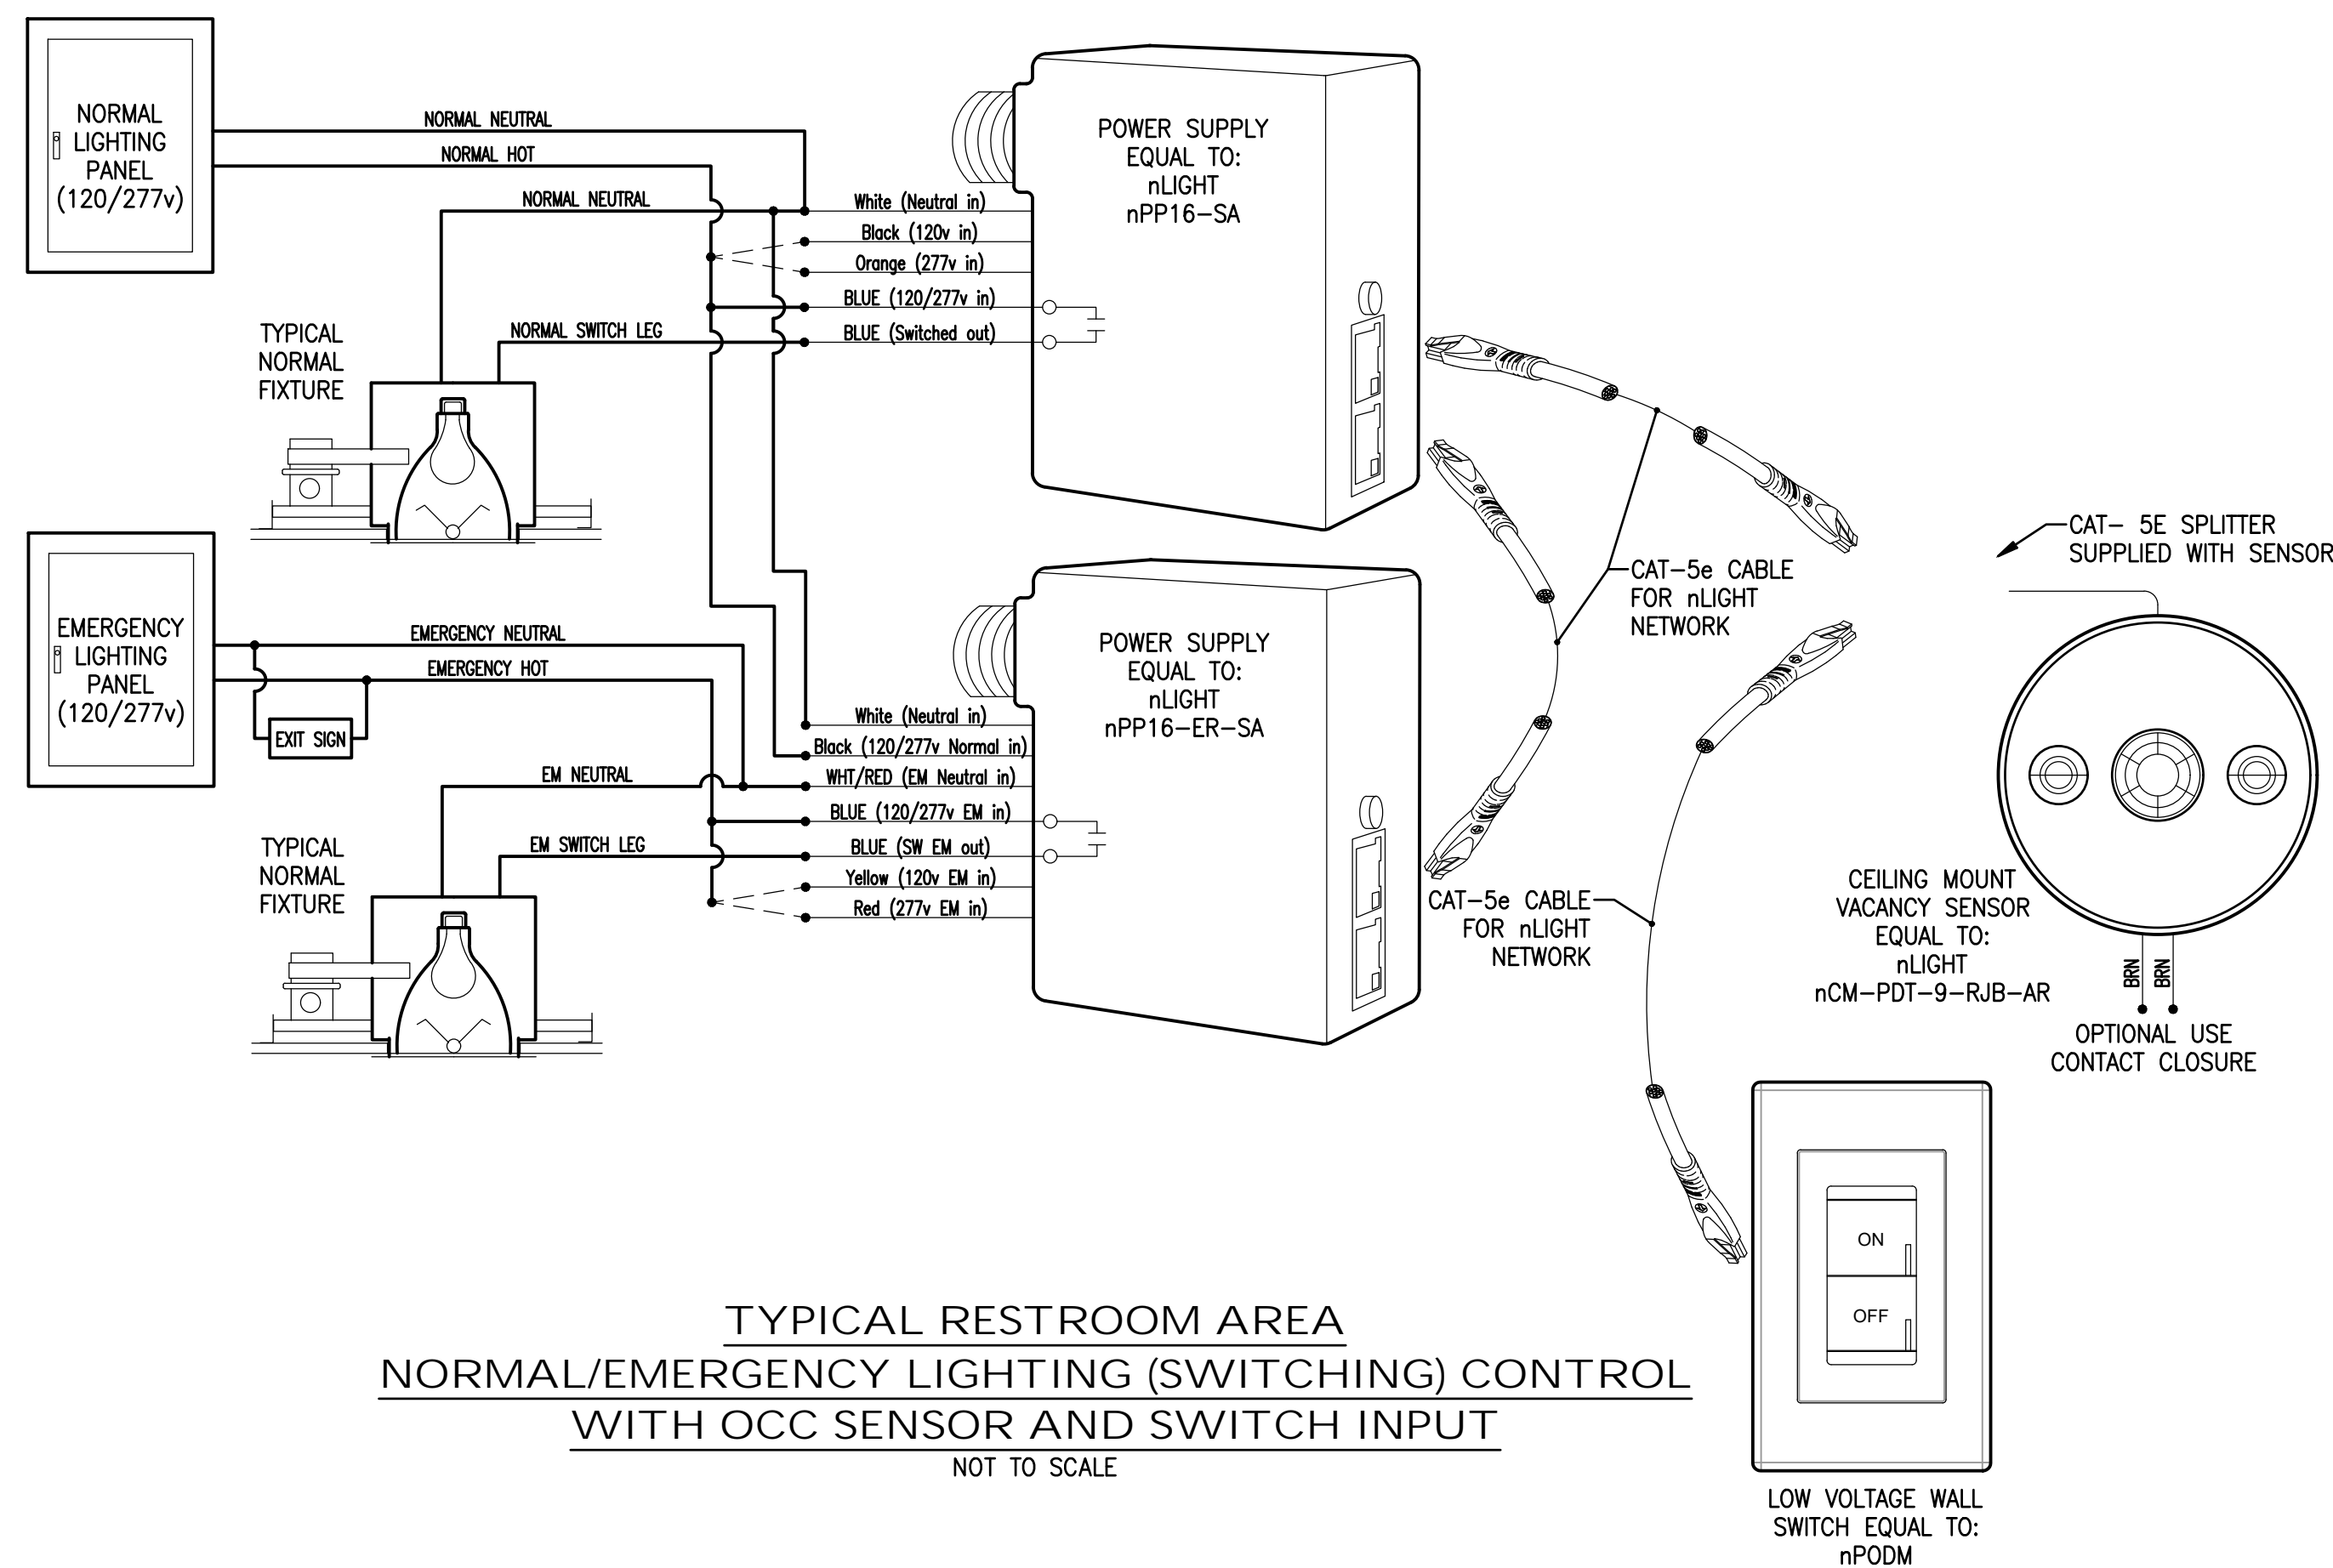 NORMAL
LIGHTING
PANEL
(120/277v)
NORMAL NEUTRAL
NORMAL HOT
NORMAL NEUTRAL
NORMAL SWITCH LEG
TYPICAL
NORMAL
FIXTURE
White (Neutral in)
Black (120v in)
Orange (277v in)
BLUE (120/277v in)
BLUE (Switched out)
POWER SUPPLY
EQUAL TO:
nLIGHT
nPP16-SA
CAT-5e CABLE
FOR nLIGHT
NETWORK
CAT- 5E SPLITTER
SUPPLIED WITH SENSOR
EMERGENCY
LIGHTING
PANEL
(120/277v)
EMERGENCY NEUTRAL
EMERGENCY HOT
EXIT SIGN
EM NEUTRAL
EM SWITCH LEG
TYPICAL
NORMAL
FIXTURE
White (Neutral in)
Black (120/277v Normal in)
WHT/RED (EM Neutral in)
BLUE (120/277v EM in)
BLUE (SW EM out)
Yellow (120v EM in)
Red (277v EM in)
POWER SUPPLY
EQUAL TO:
nLIGHT
nPP16-ER-SA
CAT-5e CABLE
FOR nLIGHT
NETWORK
CEILING MOUNT
VACANCY SENSOR
EQUAL TO:
nLIGHT
nCM-PDT-9-RJB-AR
BRN
BRN
OPTIONAL USE
CONTACT CLOSURE
ON
OFF
LOW VOLTAGE WALL
SWITCH EQUAL TO:
nPODM
TYPICAL RESTROOM AREA
NORMAL/EMERGENCY LIGHTING (SWITCHING) CONTROL
WITH OCC SENSOR AND SWITCH INPUT
NOT TO SCALE